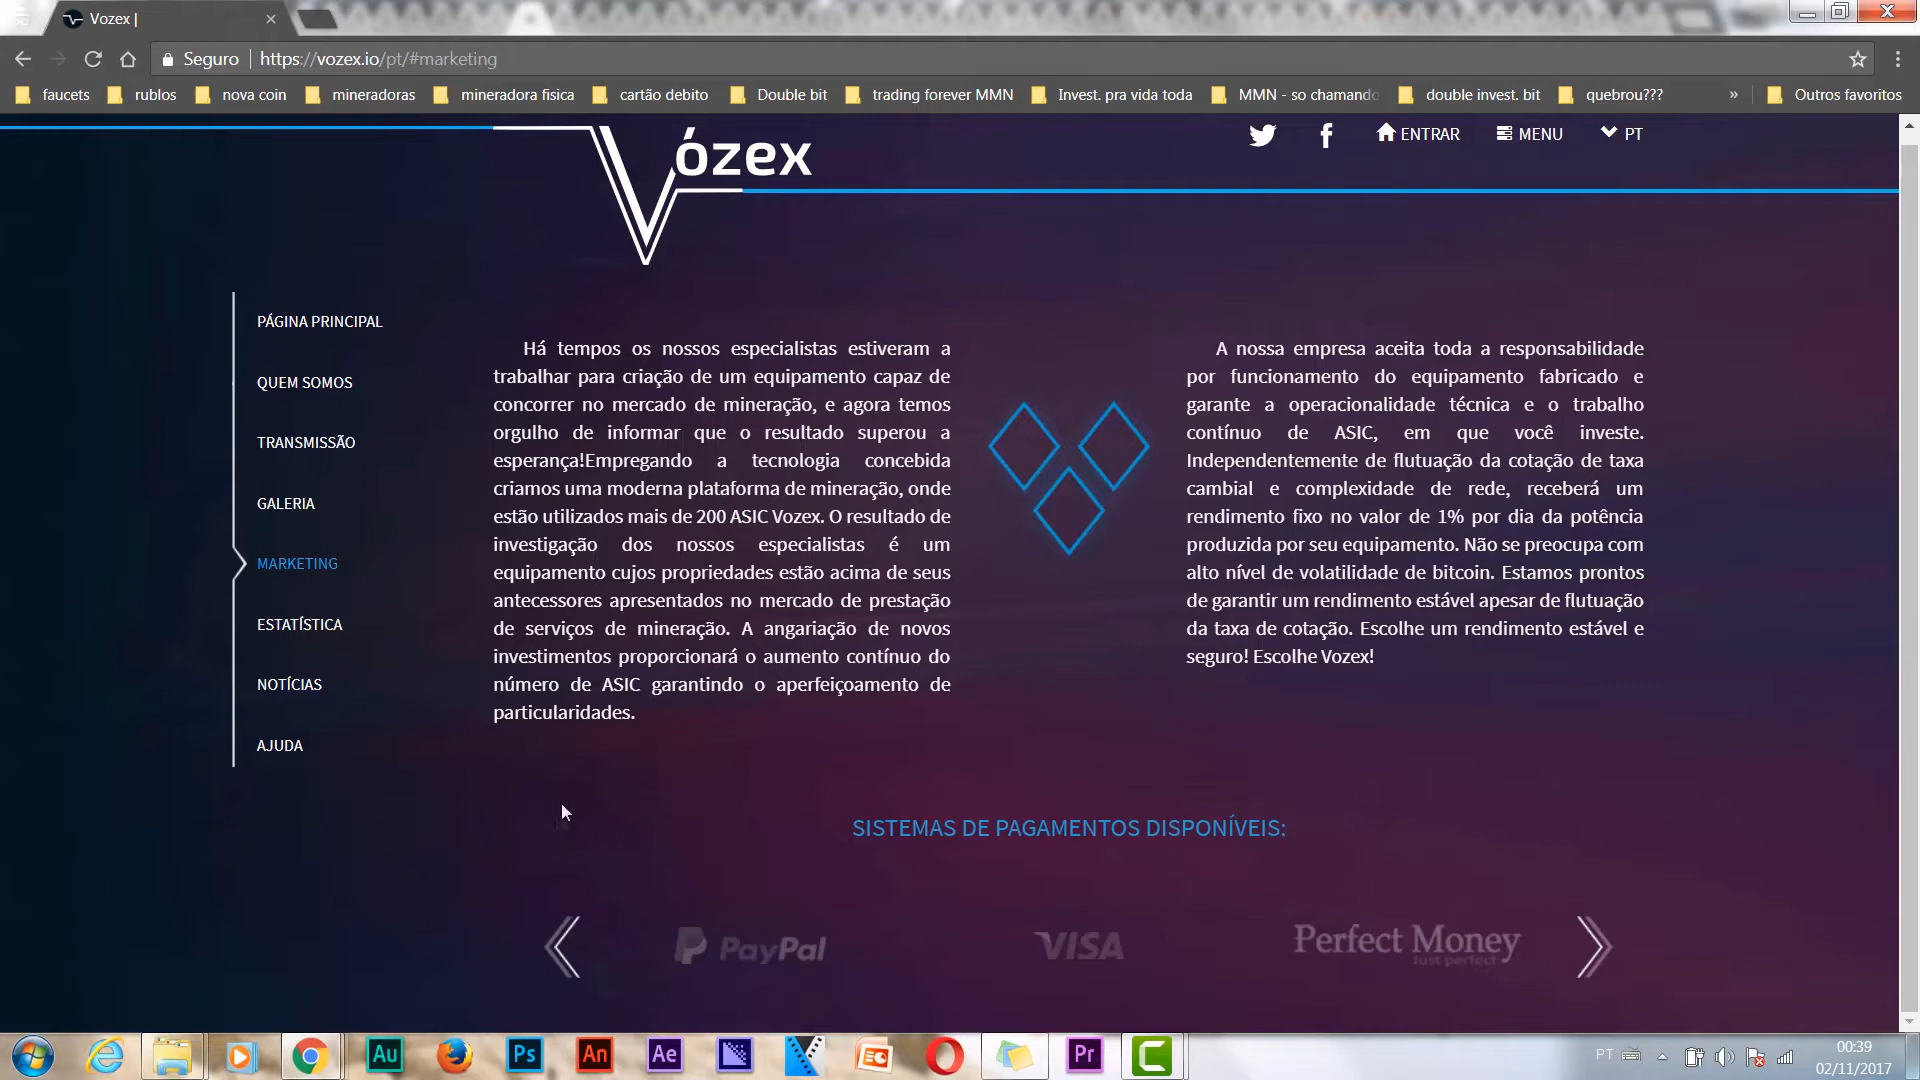 Vozex |
Seguro
https://vozex.io/pt/#marketing
faucets
rublos
nova coin
mineradoras
mineradora fisica
cartão debito
Double bit
trading forever MMN
Invest. pra vida toda
MMN - so chamando
double invest. bit
quebrou???
»
Outros favoritos
Vózex
ENTRAR
MENU
PT
PÁGINA PRINCIPAL
QUEM SOMOS
TRANSMISSÃO
GALERIA
MARKETING
ESTATÍSTICA
NOTÍCIAS
AJUDA
Há tempos os nossos especialistas estiveram a
trabalhar para criação de um equipamento capaz de
concorrer no mercado de mineração, e agora temos
orgulho de informar que o resultado superou a
esperança!Empregando a tecnologia concebida
criamos uma moderna plataforma de mineração, onde
estão utilizados mais de 200 ASIC Vozex. O resultado de
investigação dos nossos especialistas é um
equipamento cujos propriedades estão acima de seus
antecessores apresentados no mercado de prestação
de serviços de mineração. A angariação de novos
investimentos proporcionará o aumento contínuo do
número de ASIC garantindo o aperfeiçoamento de
particularidades.
A nossa empresa aceita toda a responsabilidade
por funcionamento do equipamento fabricado e
garante a operacionalidade técnica e o trabalho
contínuo de ASIC, em que você investe.
Independentemente de flutuação da cotação de taxa
cambial e complexidade de rede, receberá um
rendimento fixo no valor de 1% por dia da potência
produzida por seu equipamento. Não se preocupa com
alto nível de volatilidade de bitcoin. Estamos prontos
de garantir um rendimento estável apesar de flutuação
da taxa de cotação. Escolhe um rendimento estável e
seguro! Escolhe Vozex!
SISTEMAS DE PAGAMENTOS DISPONÍVEIS:
PayPal
VISA
Perfect Money
Just perfect
Au
Ps
An
Ae
Pr
PT
00:39
02/11/2017